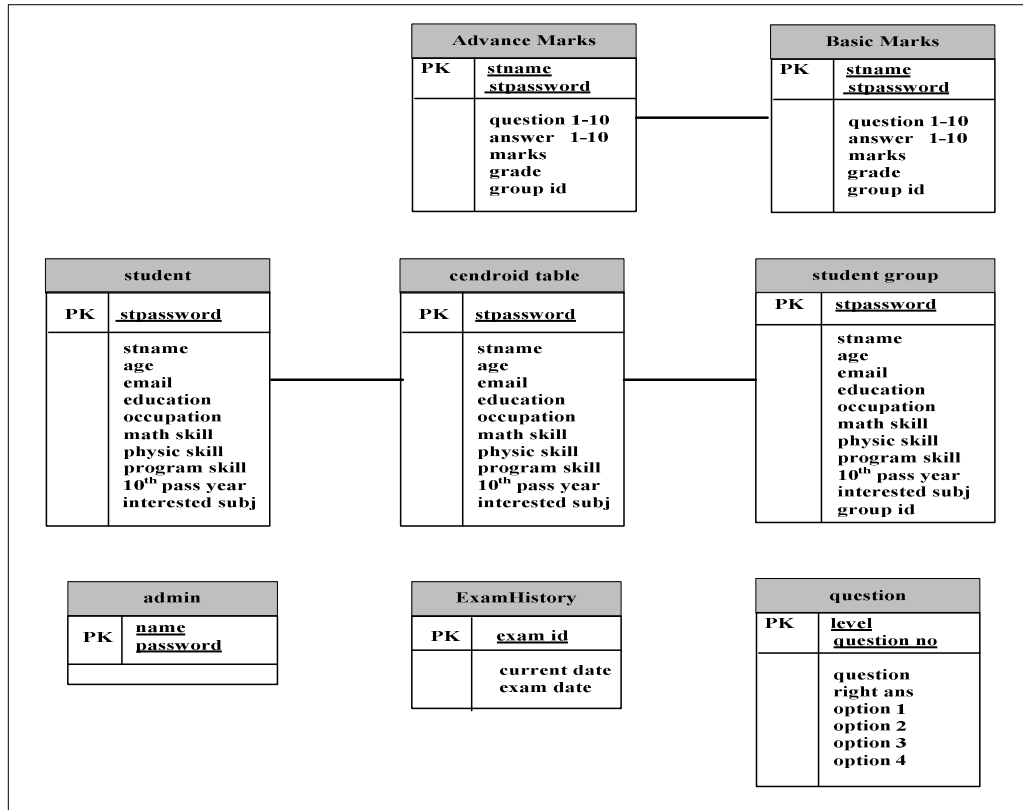 Advance Marks
PK stname
stpassword
question 1-10
answer 1-10
marks
grade
group id
Basic Marks
PK stname
stpassword
question 1-10
answer 1-10
marks
grade
group id
student
PK stpassword
stname
age
email
education
occupation
math skill
physic skill
program skill
10th pass year
interested subj
cendroid table
PK stpassword
stname
age
email
education
occupation
math skill
physic skill
program skill
10th pass year
interested subj
student group
PK stpassword
stname
age
email
education
occupation
math skill
physic skill
program skill
10th pass year
interested subj
group id
admin
PK name
password
ExamHistory
PK exam id
current date
exam date
question
PK level
question no
question
right ans
option 1
option 2
option 3
option 4